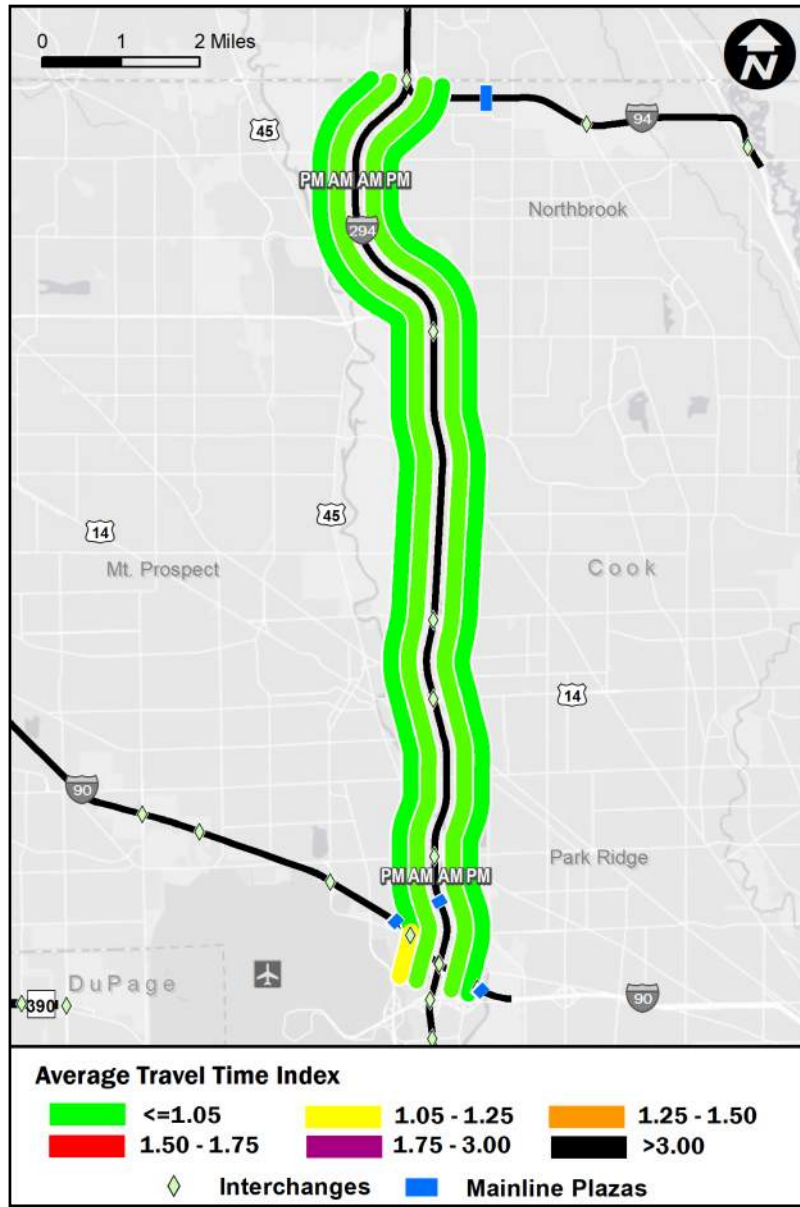 0 1 2 Miles
N
45
94
PM AM AM PM
Northbrook
294
45
14
Mt. Prospect
Cook
14
90
Park Ridge
PM AM AM PM
DuPage
390
90
Average Travel Time Index
<=1.05 1.05 - 1.25 1.25 - 1.50
1.50 - 1.75 1.75 - 3.00 >3.00
Interchanges Mainline Plazas